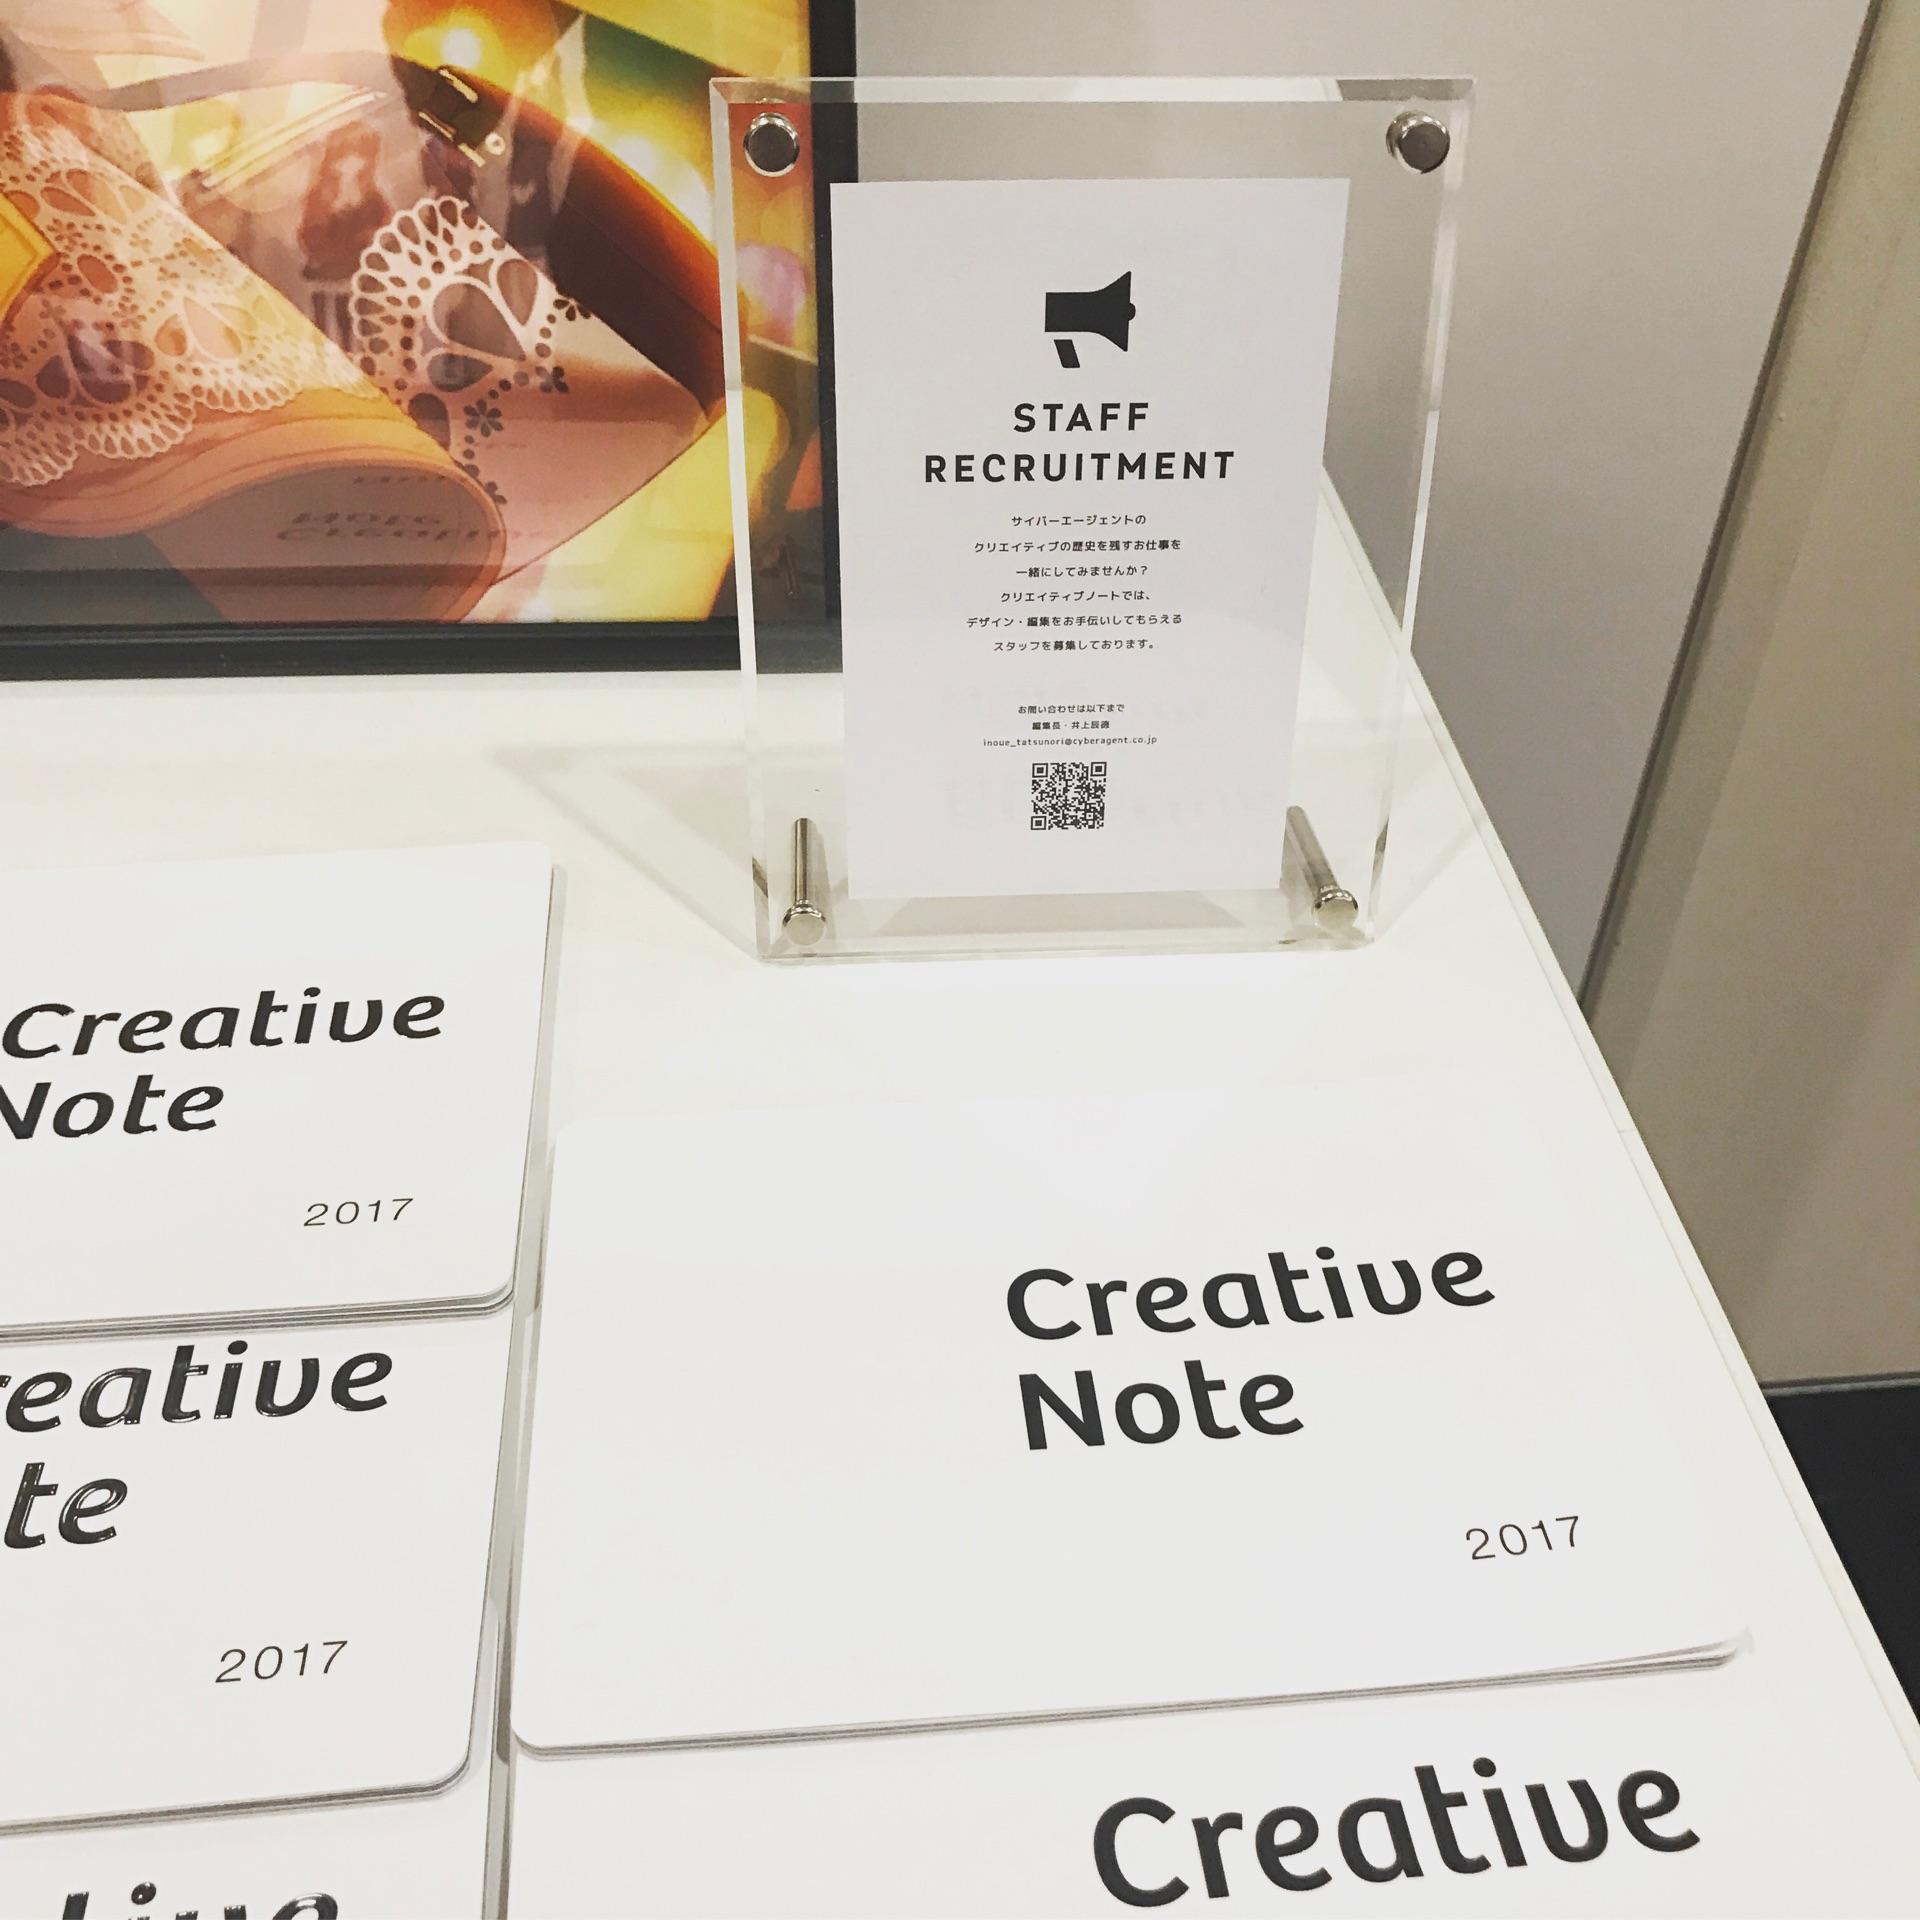 STAFF
RECRUITMENT
サイバーエージェントの
クリエイティブの歴史を残すお仕事を
一緒にしてみませんか？
クリエイティブノートでは、
デザイン・編集をお手伝いしてもらえる
スタッフを募集しております。
お問い合わせは以下まで
編集長・井上辰徳
inoue_tatsunori@cyberagent.co.jp
Creative
Note
2017
reative
te
2017
Creative
Note
2017
Creative